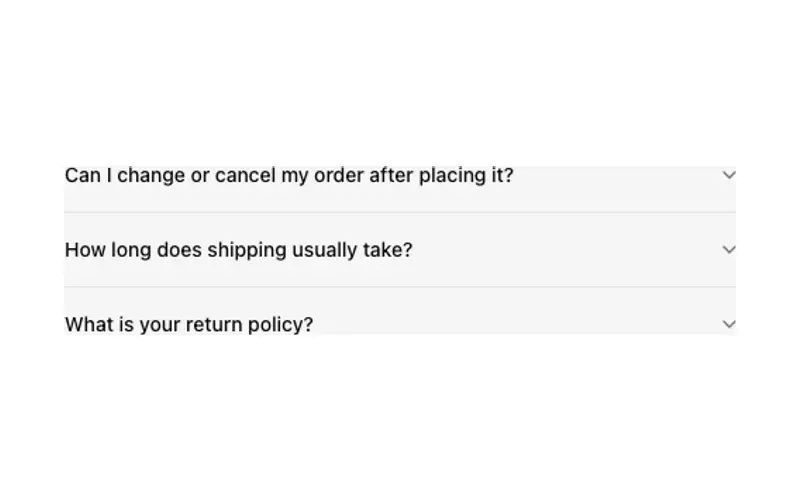 Can I change or cancel my order after placing it?
How long does shipping usually take?
What is your return policy?